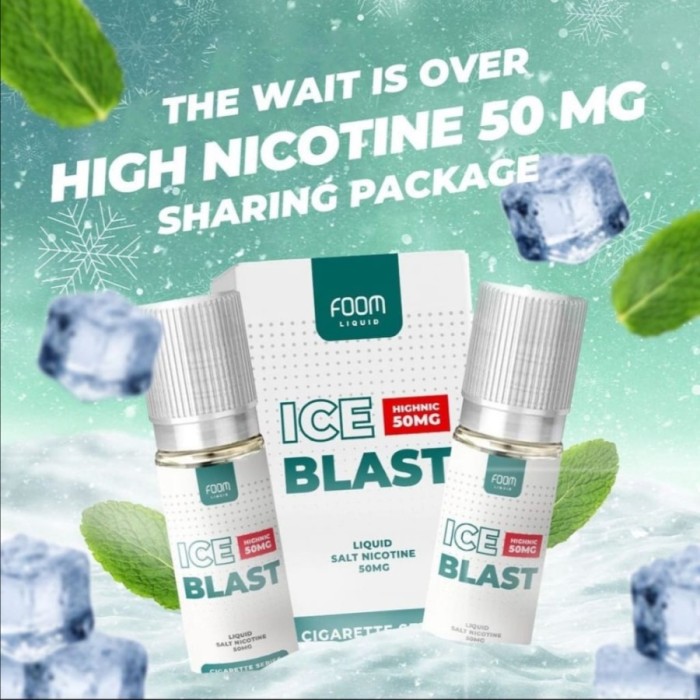 THE WAIT IS OVER
HIGH NICOTINE 50 MG
SHARING PACKAGE
FOOM
LIQUID
ICE
HIGHNIC
50MG
BLAST
LIQUID
SALT NICOTINE
50MG
CIGARETTE
FOOM
LIQUID
ICE
HIGHNIC
50MG
BLAST
LIQUID
SALT NICOTINE
50MG
CIGARETTE
FOOM
LIQUID
ICE
HIGHNIC
50MG
BLAST
LIQUID
SALT NICOTINE
50MG